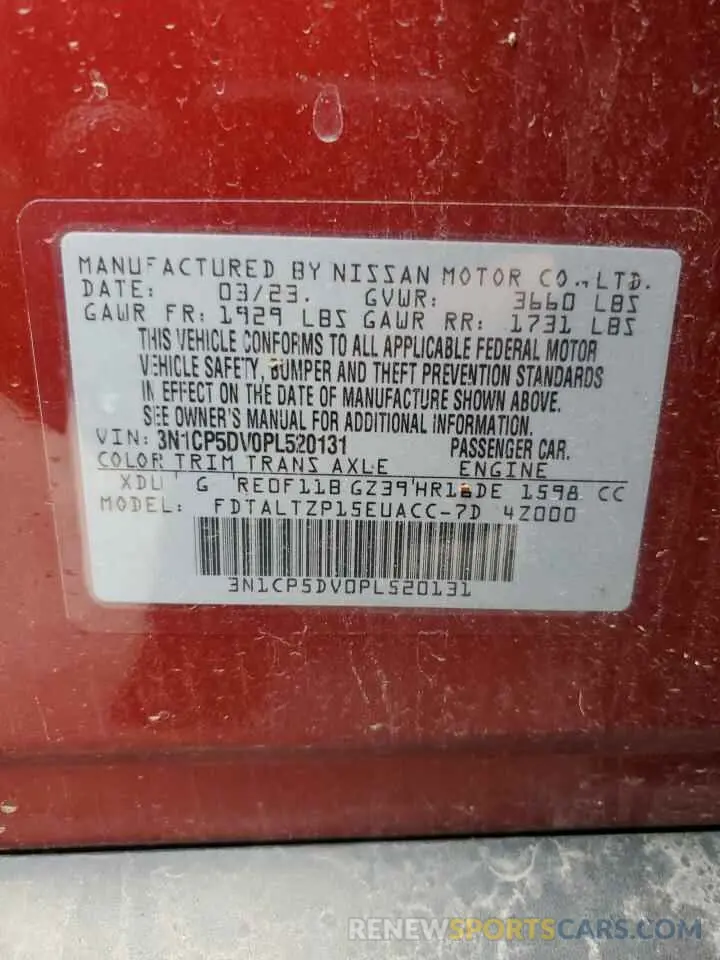 MANUFACTURED BY NISSAN MOTOR CO., LTD.
DATE: 03/23. GVWR: 3660 LBS
GAWR FR: 1929 LBS GAWR RR: 1731 LBS
THIS VEHICLE CONFORMS TO ALL APPLICABLE FEDERAL MOTOR
VEHICLE SAFETY, BUMPER AND THEFT PREVENTION STANDARDS
IN EFFECT ON THE DATE OF MANUFACTURE SHOWN ABOVE.
SEE OWNER'S MANUAL FOR ADDITIONAL INFORMATION.
VIN: 3N1CP5DV0PL520131 PASSENGER CAR.
COLOR TRIM TRANS AXLE ENGINE
XDU G RE0F11B GZ39 HR16DE 1598 CC
MODEL: FDTALTZP15EUACC-7D 4Z000
3N1CP5DV0PL520131
RENEWSPORTSCARS.COM